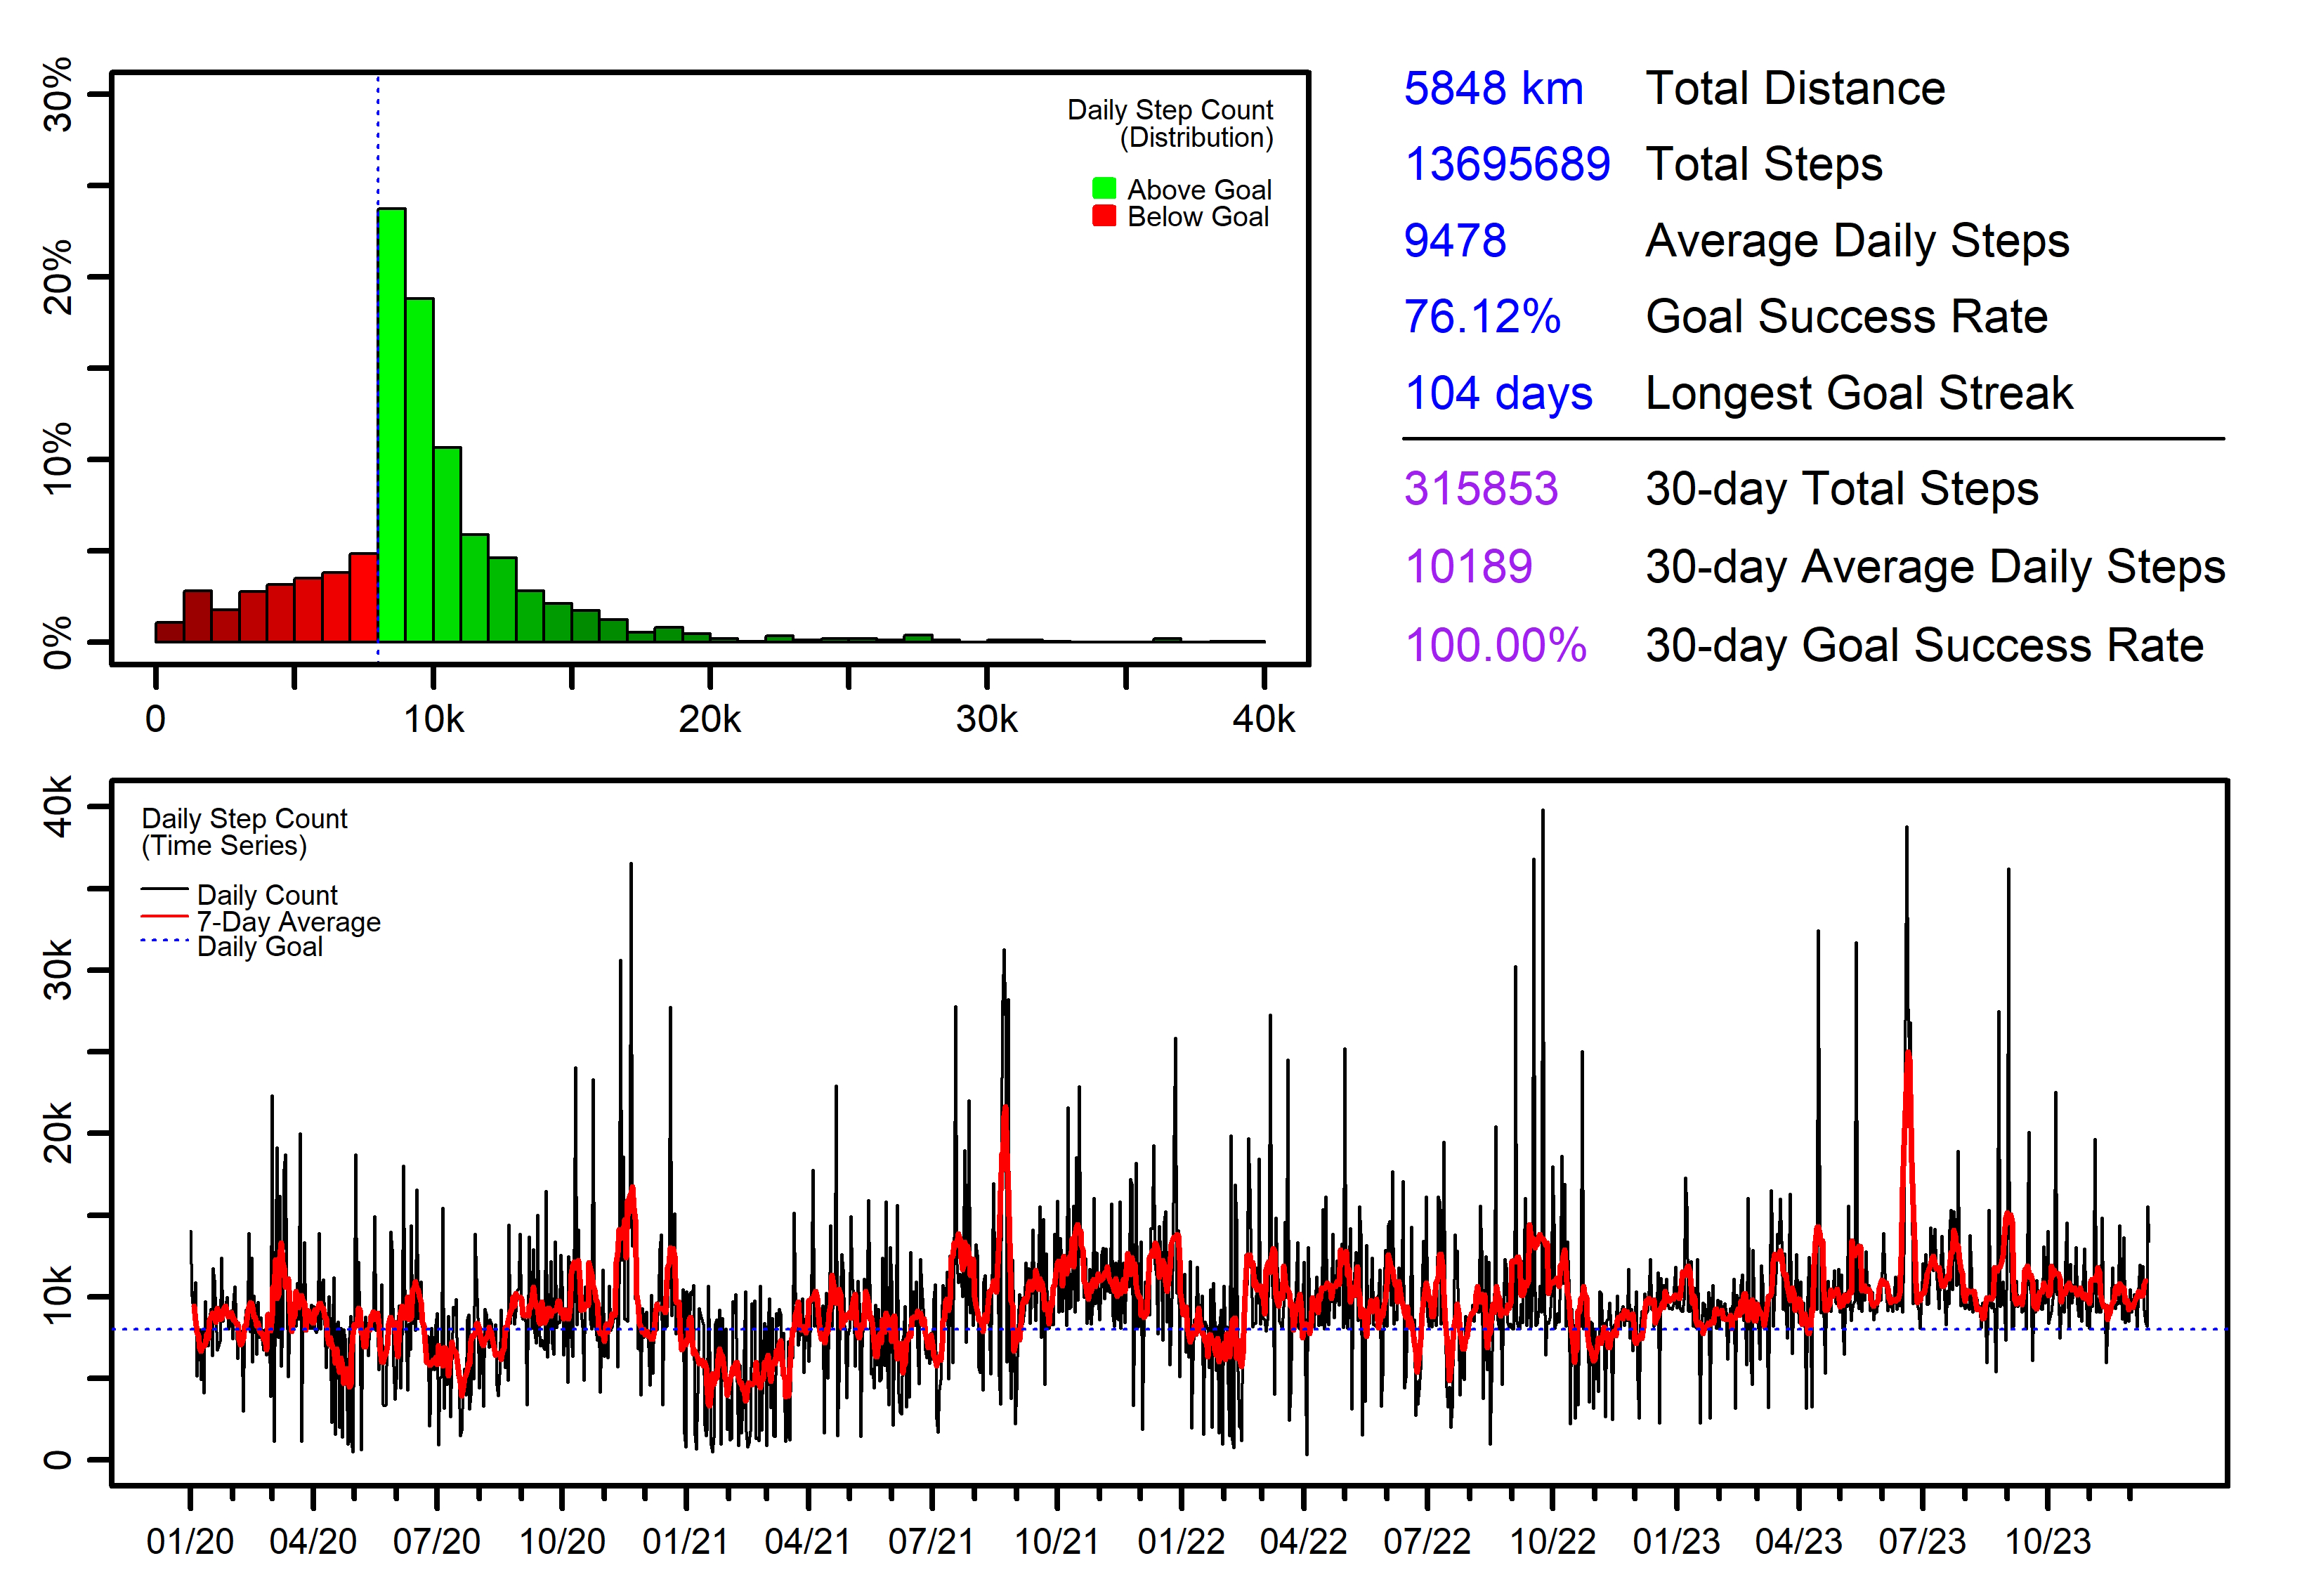 30%
20%
10%
0%
Daily Step Count
(Distribution)
Above Goal
Below Goal
0 10k 20k 30k 40k
5848 km Total Distance
13695689 Total Steps
9478 Average Daily Steps
76.12% Goal Success Rate
104 days Longest Goal Streak
315853 30-day Total Steps
10189 30-day Average Daily Steps
100.00% 30-day Goal Success Rate
40k
30k
20k
10k
0
Daily Step Count
(Time Series)
Daily Count
7-Day Average
Daily Goal
01/20 04/20 07/20 10/20 01/21 04/21 07/21 10/21 01/22 04/22 07/22 10/22 01/23 04/23 07/23 10/23